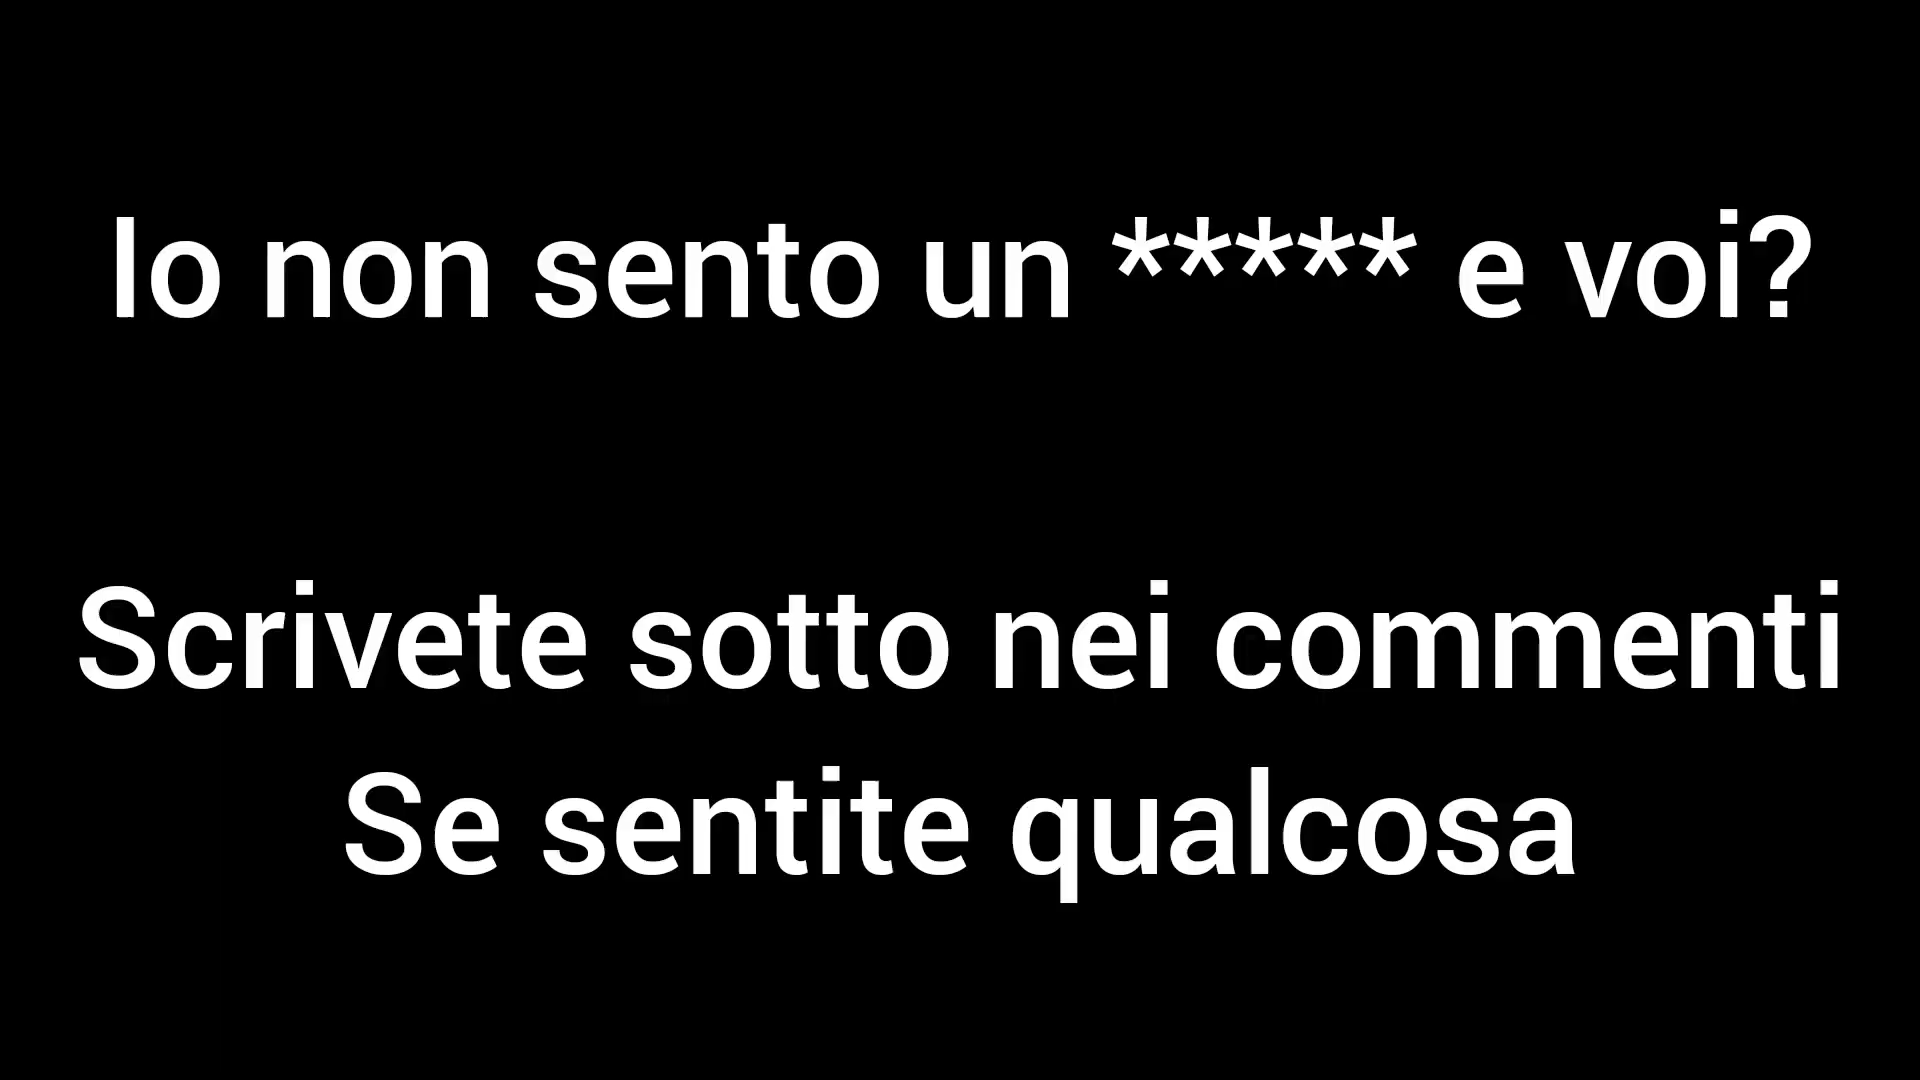 Io non sento un ***** e voi?
Scrivete sotto nei commenti
Se sentite qualcosa